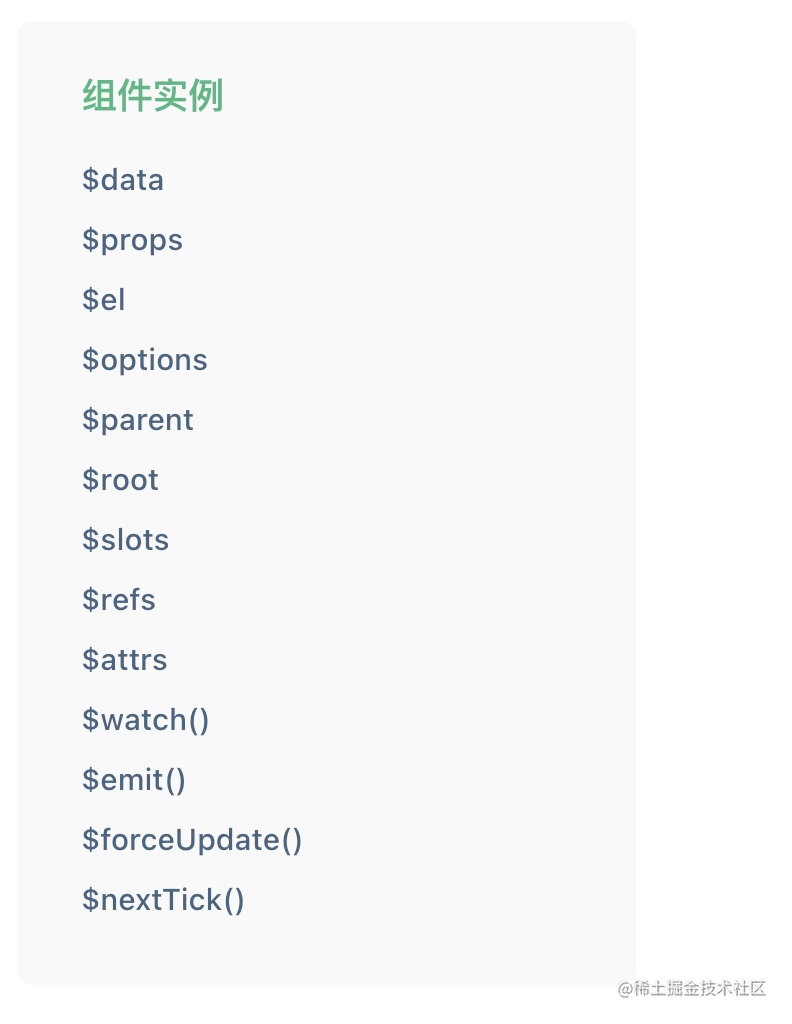 组件实例
$data
$props
$el
$options
$parent
$root
$slots
$refs
$attrs
$watch()
$emit()
$forceUpdate()
$nextTick()
@稀土掘金技术社区